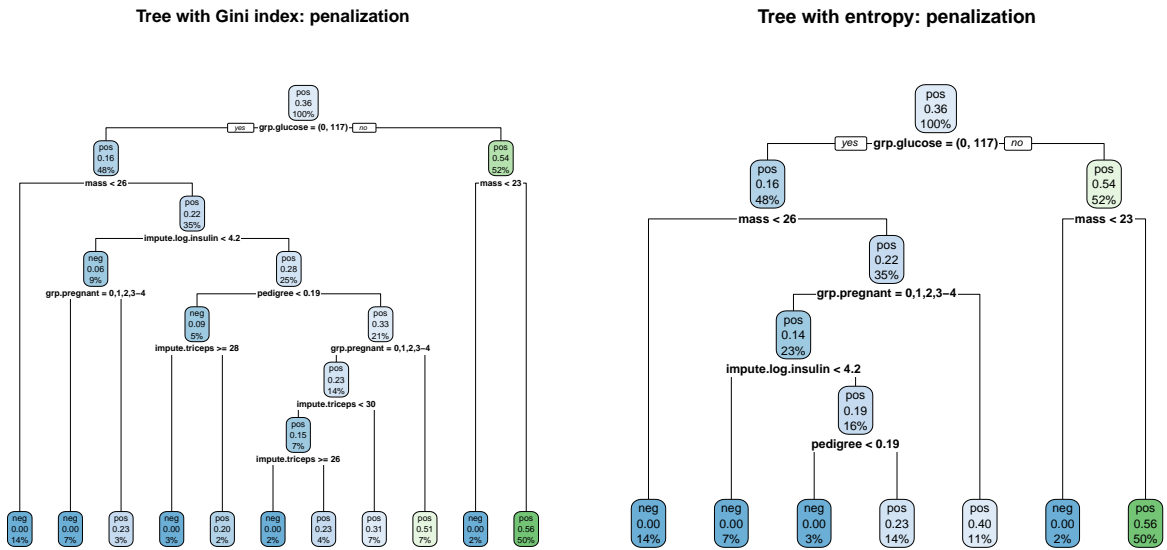 Tree with Gini index: penalization
pos
0.36
100%
yes grp.glucose = (0, 117) no
pos
0.16
48%
pos
0.54
52%
mass < 26
mass < 23
pos
0.22
35%
impute.log.insulin < 4.2
neg
0.06
9%
pos
0.28
25%
grp.pregnant = 0,1,2,3−4
pedigree < 0.19
neg
0.09
5%
pos
0.33
21%
impute.triceps >= 28
grp.pregnant = 0,1,2,3−4
pos
0.23
14%
impute.triceps < 30
pos
0.15
7%
impute.triceps >= 26
neg
0.00
14%
neg
0.00
7%
pos
0.23
3%
neg
0.00
3%
pos
0.20
2%
neg
0.00
2%
pos
0.23
4%
pos
0.31
7%
pos
0.51
7%
neg
0.00
2%
pos
0.56
50%
Tree with entropy: penalization
pos
0.36
100%
yes grp.glucose = (0, 117) no
pos
0.16
48%
pos
0.54
52%
mass < 26
mass < 23
pos
0.22
35%
grp.pregnant = 0,1,2,3−4
pos
0.14
23%
impute.log.insulin < 4.2
pos
0.19
16%
pedigree < 0.19
neg
0.00
14%
neg
0.00
7%
neg
0.00
3%
pos
0.23
14%
pos
0.40
11%
neg
0.00
2%
pos
0.56
50%